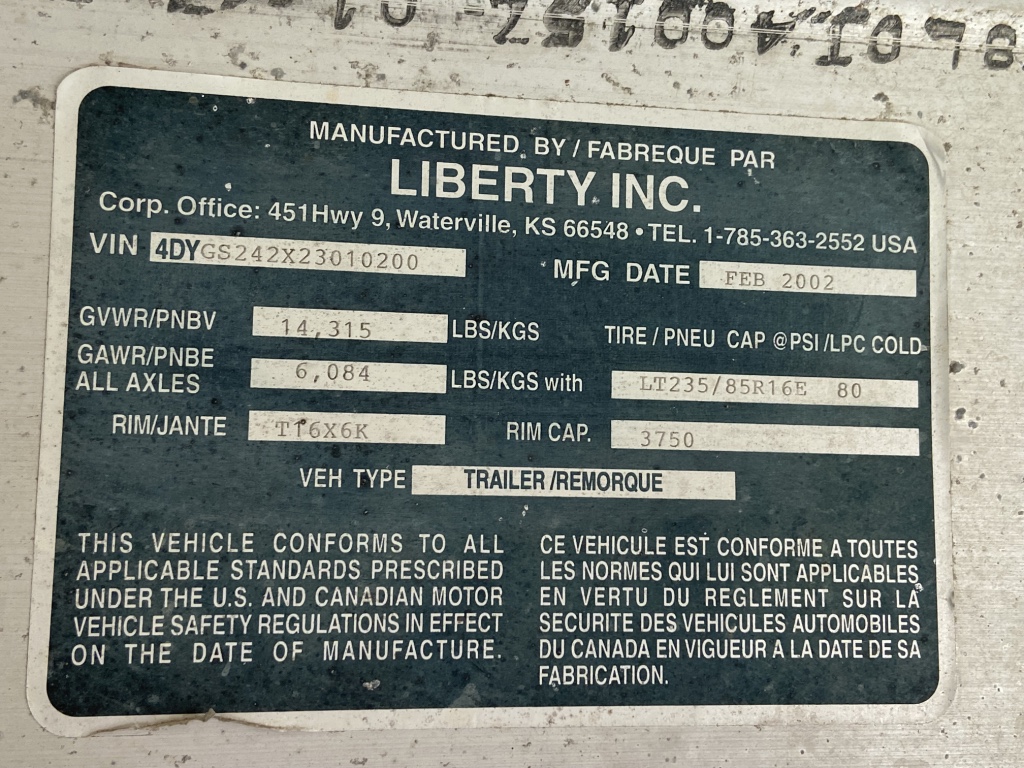 MANUFACTURED BY / FABREQUE PAR
LIBERTY INC.
Corp. Office: 451Hwy 9, Waterville, KS 66548 • TEL. 1-785-363-2552 USA
VIN 4DYGS242X23010200 MFG DATE FEB 2002
GVWR/PNBV 14,315 LBS/KGS TIRE / PNEU CAP @PSI /LPC COLD
GAWR/PNBE
ALL AXLES 6,084 LBS/KGS with LT235/85R16E 80
RIM/JANTE T16X6K RIM CAP. 3750
VEH TYPE TRAILER /REMORQUE
THIS VEHICLE CONFORMS TO ALL
APPLICABLE STANDARDS PRESCRIBED
UNDER THE U.S. AND CANADIAN MOTOR
VEHICLE SAFETY REGULATIONS IN EFFECT
ON THE DATE OF MANUFACTURE.
CE VEHICULE EST CONFORME A TOUTES
LES NORMES QUI LUI SONT APPLICABLES
EN VERTU DU REGLEMENT SUR LA
SECURITE DES VEHICULES AUTOMOBILES
DU CANADA EN VIGUEUR A LA DATE DE SA
FABRICATION.